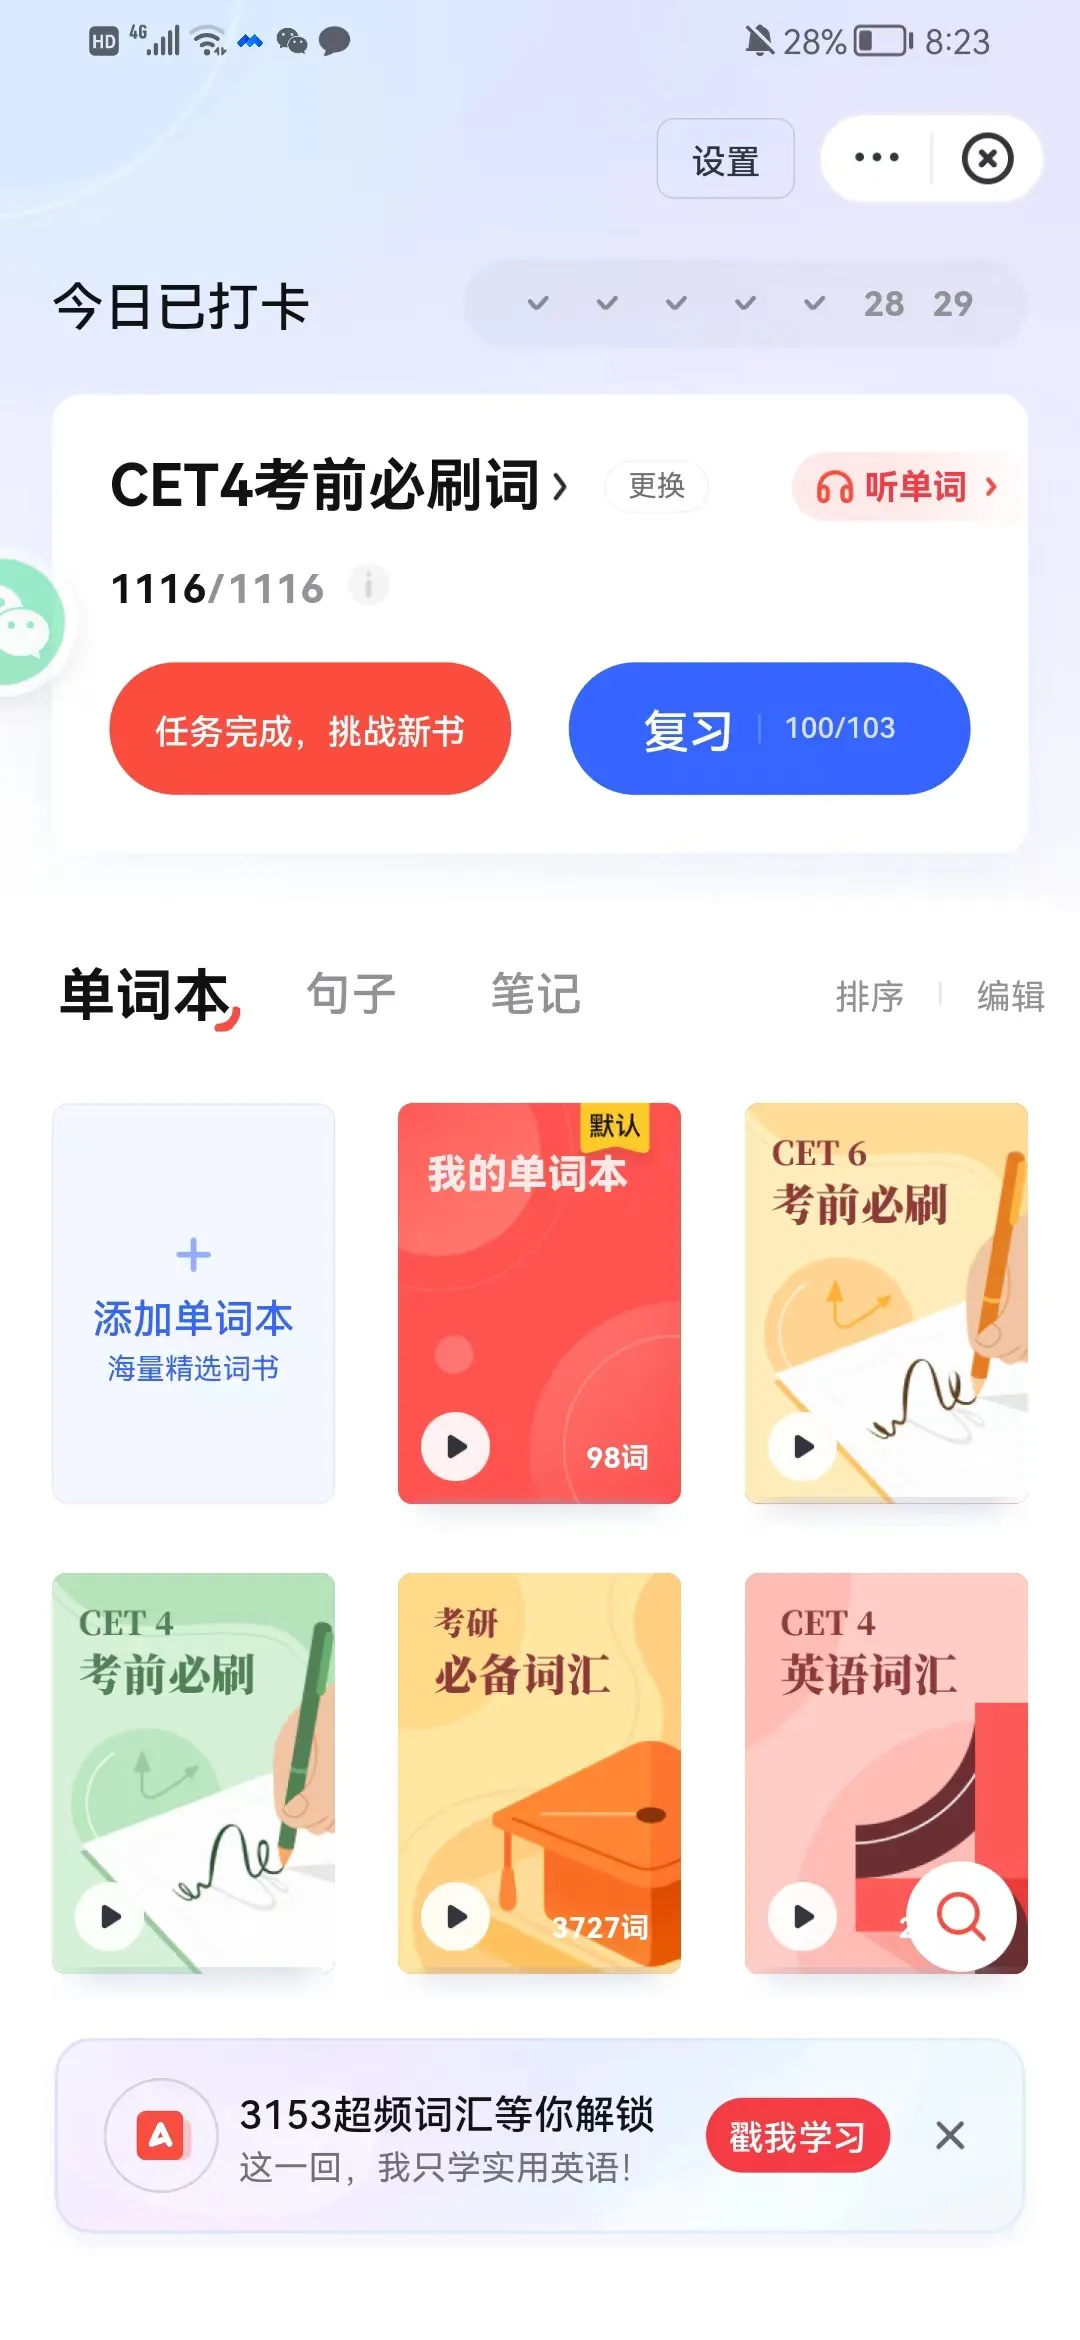 HD 4G 28% 8:23
设置
今日已打卡 28 29
CET4考前必刷词 更换 听单词
1116/1116
任务完成，挑战新书 复习 100/103
单词本 句子 笔记 排序 编辑
添加单词本
海量精选词书
默认
我的单词本
98词
CET 6
考前必刷
CET 4
考前必刷
考研
必备词汇
3727词
CET 4
英语词汇
3153超频词汇等你解锁
这一回，我只学实用英语！
戳我学习